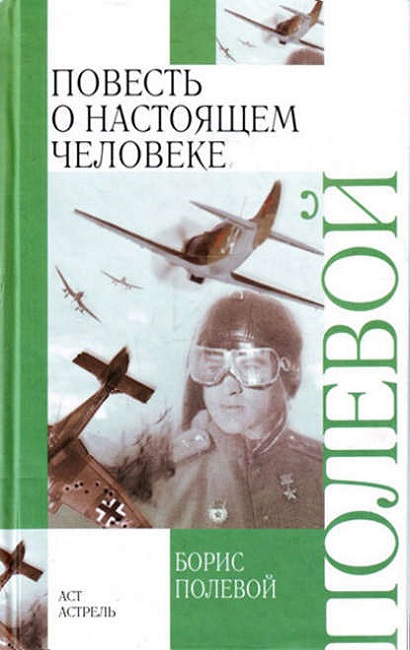 ПОВЕСТЬ
О НАСТОЯЩЕМ
ЧЕЛОВЕКЕ
ПОЛЕВОЙ
БОРИС
ПОЛЕВОЙ
АСТ
АСТРЕЛЬ